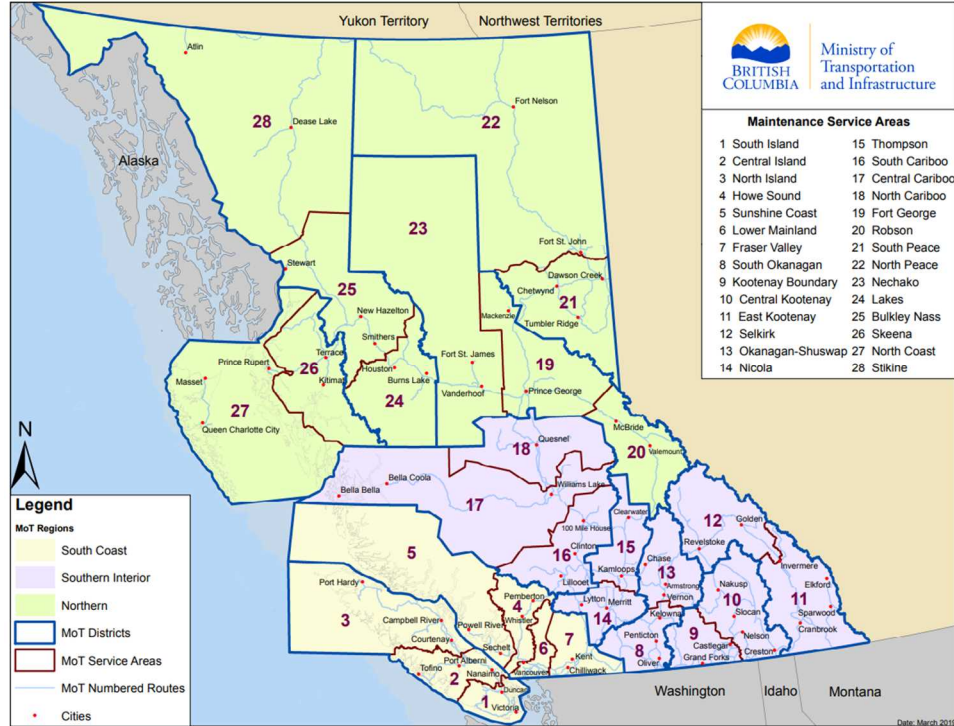 Yukon Territory
Northwest Territories
BRITISH
COLUMBIA
Ministry of
Transportation
and Infrastructure
Maintenance Service Areas
1 South Island
2 Central Island
3 North Island
4 Howe Sound
5 Sunshine Coast
6 Lower Mainland
7 Fraser Valley
8 South Okanagan
9 Kootenay Boundary
10 Central Kootenay
11 East Kootenay
12 Selkirk
13 Okanagan-Shuswap
14 Nicola
15 Thompson
16 South Cariboo
17 Central Cariboo
18 North Cariboo
19 Fort George
20 Robson
21 South Peace
22 North Peace
23 Nechako
24 Lakes
25 Bulkley Nass
26 Skeena
27 North Coast
28 Stikine
Atlin
28
Dease Lake
Fort Nelson
22
Alaska
23
Fort St. John
Stewart
25
Dawson Creek
Chetwynd
21
Mackenzie
Tumbler Ridge
New Hazelton
Smithers
Prince Rupert
26
Terrace
Kitimat
Houston
Burns Lake
24
Fort St. James
Vanderhoof
19
Prince George
Masset
27
Queen Charlotte City
McBride
20
Valemount
18
Quesnel
Bella Coola
Bella Bella
17
Williams Lake
100 Mile House
Clearwater
12
Golden
Revelstoke
5
16
Clinton
15
Chase
13
Invermere
Lillooet
Kamloops
Armstrong
Vernon
Nakusp
10
11
Elkford
Port Hardy
3
Pemberton
4
Whistler
Lytton
Merritt
14
Kelowna
Slocan
Sparwood
Cranbrook
Campbell River
Powell River
Courtenay
6
7
Penticton
9
Nelson
Castlegar
Creston
Sechelt
Kent
Chilliwack
8
Oliver
Grand Forks
Port Alberni
Tofino
2
Nanaimo
Vancouver
Duncan
1
Victoria
Washington
Idaho
Montana
N
Legend
MoT Regions
South Coast
Southern Interior
Northern
MoT Districts
MoT Service Areas
MoT Numbered Routes
Cities
Date: March 2019